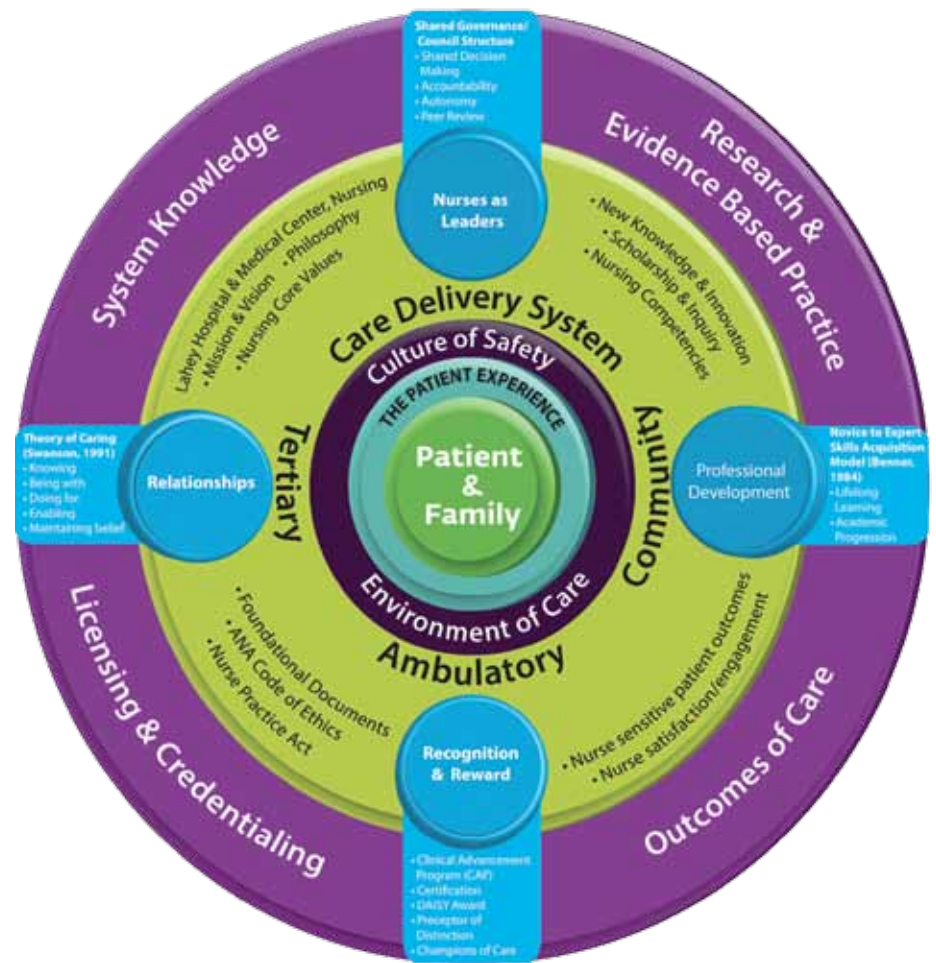 Shared Governance/
Council Structure
• Shared Decision
Making
• Accountability
• Autonomy
• Peer Review
Nurses as
Leaders
System Knowledge
Research &
Evidence Based Practice
Lahey Hospital & Medical Center, Nursing
• Mission & Vision • Philosophy
• Nursing Core Values
• New Knowledge & Innovation
• Scholarship & Inquiry
• Nursing Competencies
Care Delivery System
Culture of Safety
THE PATIENT EXPERIENCE
Patient
&
Family
Environment of Care
Tertiary
Community
Ambulatory
Theory of Caring
(Swanson, 1991)
• Knowing
• Being with
• Doing for
• Enabling
• Maintaining belief
Relationships
Professional
Development
Novice to Expert
Skills Acquisition
Model (Benner,
1884)
• Lifelong
Learning
• Academic
Progression
Licensing & Credentialing
• Foundational Documents
• ANA Code of Ethics
• Nurse Practice Act
• Nurse sensitive patient outcomes
• Nurse satisfaction/engagement
Outcomes of Care
Recognition
& Reward
• Clinical Advancement
Program (CAP)
• Certification
• DAISY Award
• Preceptor of
Distinction
• Champions of Care